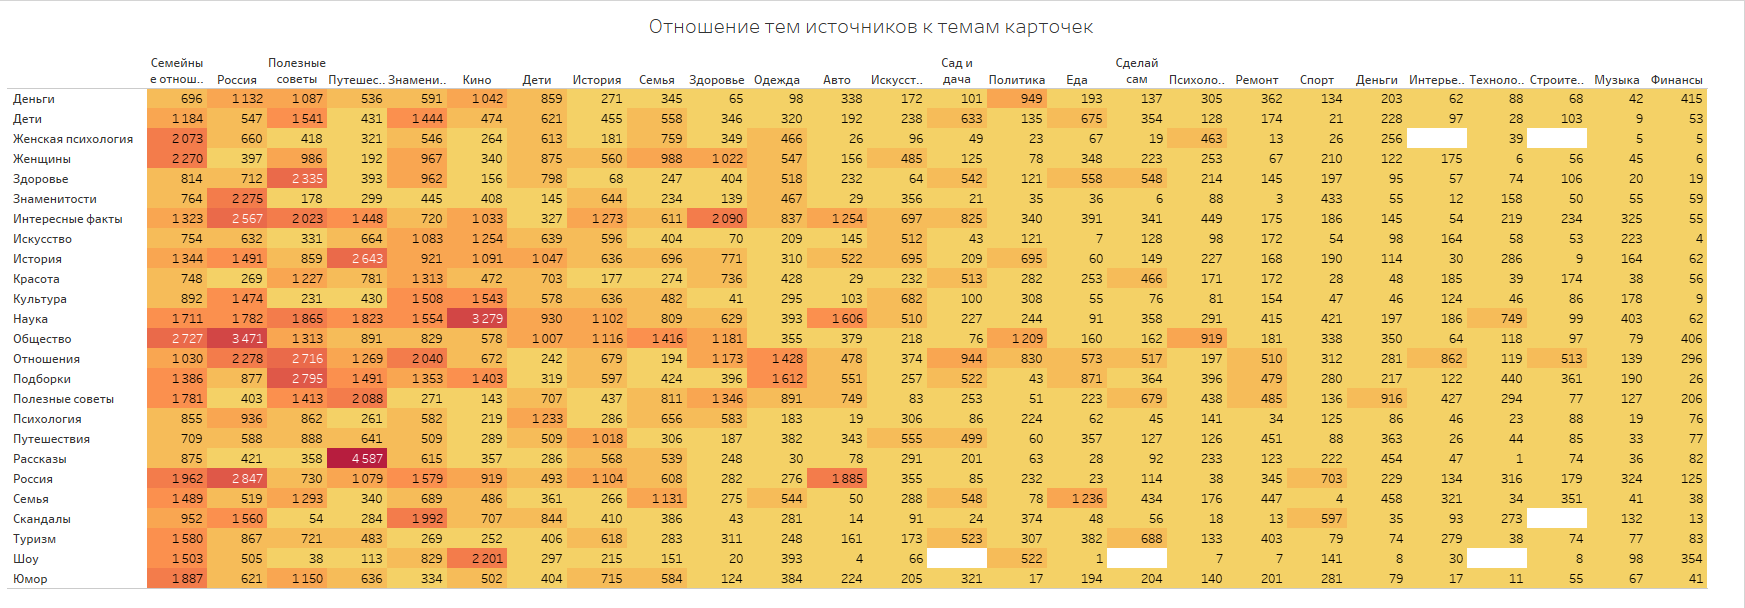 Отношение тем источников к темам карточек
Семейны
е отнош.. Россия Полезные
советы Путешес.. Знамени.. Кино Дети История Семья Здоровье Одежда Авто Искусст.. Сад и
дача Политика Еда Сделай
сам Психоло.. Ремонт Спорт Деньги Интерье.. Техноло.. Строите.. Музыка Финансы
Деньги 696 1 132 1 087 536 591 1 042 859 271 345 65 98 338 172 101 949 193 137 305 362 134 203 62 88 68 42 415
Дети 1 184 547 1 541 431 1 444 474 621 455 558 346 320 192 238 633 135 675 354 128 174 21 228 97 28 103 9 53
Женская психология 2 073 660 418 321 546 264 613 181 759 349 466 26 96 49 23 67 19 463 13 26 256 39 5 5
Женщины 2 270 397 986 192 967 340 875 560 988 1 022 547 156 485 125 78 348 223 253 67 210 122 175 6 56 45 6
Здоровье 814 712 2 335 393 962 156 798 68 247 404 518 232 64 542 121 558 548 214 145 197 95 57 74 106 20 19
Знаменитости 764 2 275 178 299 445 408 145 644 234 139 467 29 356 21 35 36 6 88 3 433 55 12 158 50 55 59
Интересные факты 1 323 2 567 2 023 1 448 720 1 033 327 1 273 611 2 090 837 1 254 697 825 340 391 341 449 175 186 145 54 219 234 325 55
Искусство 754 632 331 664 1 083 1 254 639 596 404 70 209 145 512 43 121 7 128 98 172 54 98 164 58 53 223 4
История 1 344 1 491 859 2 643 921 1 091 1 047 636 696 771 310 522 695 209 695 60 149 227 168 190 114 30 286 9 164 62
Красота 748 269 1 227 781 1 313 472 703 177 274 736 428 29 232 513 282 253 466 171 172 28 48 185 39 174 38 56
Культура 892 1 474 231 430 1 508 1 543 578 636 482 41 295 103 682 100 308 55 76 81 154 47 46 124 46 86 178 9
Наука 1 711 1 782 1 865 1 823 1 554 3 279 930 1 102 809 629 393 1 606 510 227 244 91 358 291 415 421 197 186 749 99 403 62
Общество 2 727 3 471 1 313 891 829 578 1 007 1 116 1 416 1 181 355 379 218 76 1 209 160 162 919 181 338 350 64 118 97 79 406
Отношения 1 030 2 278 2 716 1 269 2 040 672 242 679 194 1 173 1 428 478 374 944 830 573 517 197 510 312 281 862 119 513 139 296
Подборки 1 386 877 2 795 1 491 1 353 1 403 319 597 424 396 1 612 551 257 522 43 871 364 396 479 280 217 122 440 361 190 26
Полезные советы 1 781 403 1 413 2 088 271 143 707 437 811 1 346 891 749 83 253 51 223 679 438 485 136 916 427 294 77 127 206
Психология 855 936 862 261 582 219 1 233 286 656 583 183 19 306 86 224 62 45 141 34 125 86 46 23 88 19 76
Путешествия 709 588 888 641 509 289 509 1 018 306 187 382 343 555 499 60 357 127 126 451 88 363 26 44 85 33 77
Рассказы 875 421 358 4 587 615 357 286 568 539 248 30 78 291 201 63 28 92 233 123 222 454 47 1 74 36 82
Россия 1 962 2 847 730 1 079 1 579 919 493 1 104 608 282 276 1 885 355 85 232 23 114 38 345 703 229 134 316 179 324 125
Семья 1 489 519 1 293 340 689 486 361 266 1 131 275 544 50 288 548 78 1 236 434 176 447 4 458 321 34 351 41 38
Скандалы 952 1 560 54 284 1 992 707 844 410 386 43 281 14 91 24 374 48 56 18 13 597 35 93 273 132 13
Туризм 1 580 867 721 483 269 252 406 618 283 311 248 161 173 523 307 382 688 133 403 79 74 279 38 74 77 83
Шоу 1 503 505 38 113 829 2 201 297 215 151 20 393 4 66 522 1 7 7 141 8 30 8 98 354
Юмор 1 887 621 1 150 636 334 502 404 715 584 124 384 224 205 321 17 194 204 140 201 281 79 17 11 55 67 41